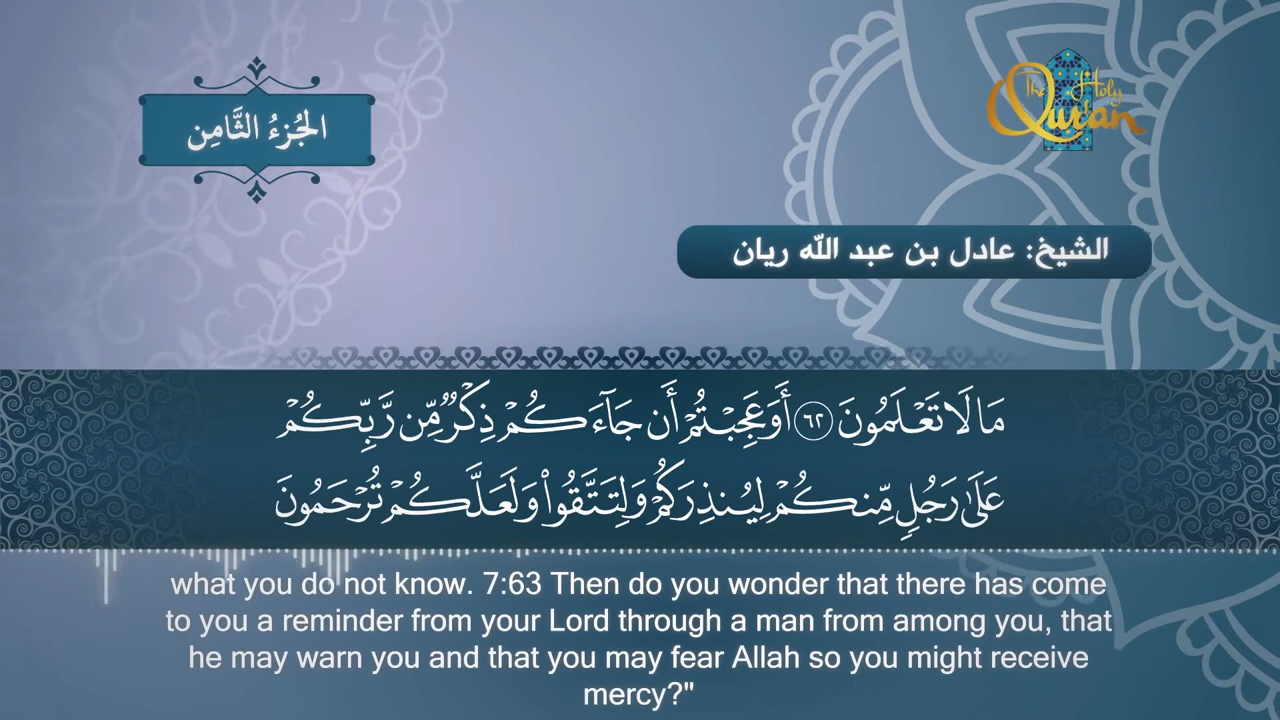 الجُزءُ الثَّامِن
The Holy
Quran
الشيخ: عادل بن عبد الله ريان
مَا لَا تَعْلَمُونَ ٦٢ أَوَعَجِبْتُمْ أَن جَآءَكُمْ ذِكْرٌ مِّن رَّبِّكُمْ
عَلَىٰ رَجُلٍ مِّنكُمْ لِيُنذِرَكُمْ وَلِتَتَّقُوا۟ وَلَعَلَّكُمْ تُرْحَمُونَ
what you do not know. 7:63 Then do you wonder that there has come
to you a reminder from your Lord through a man from among you, that
he may warn you and that you may fear Allah so you might receive
mercy?"